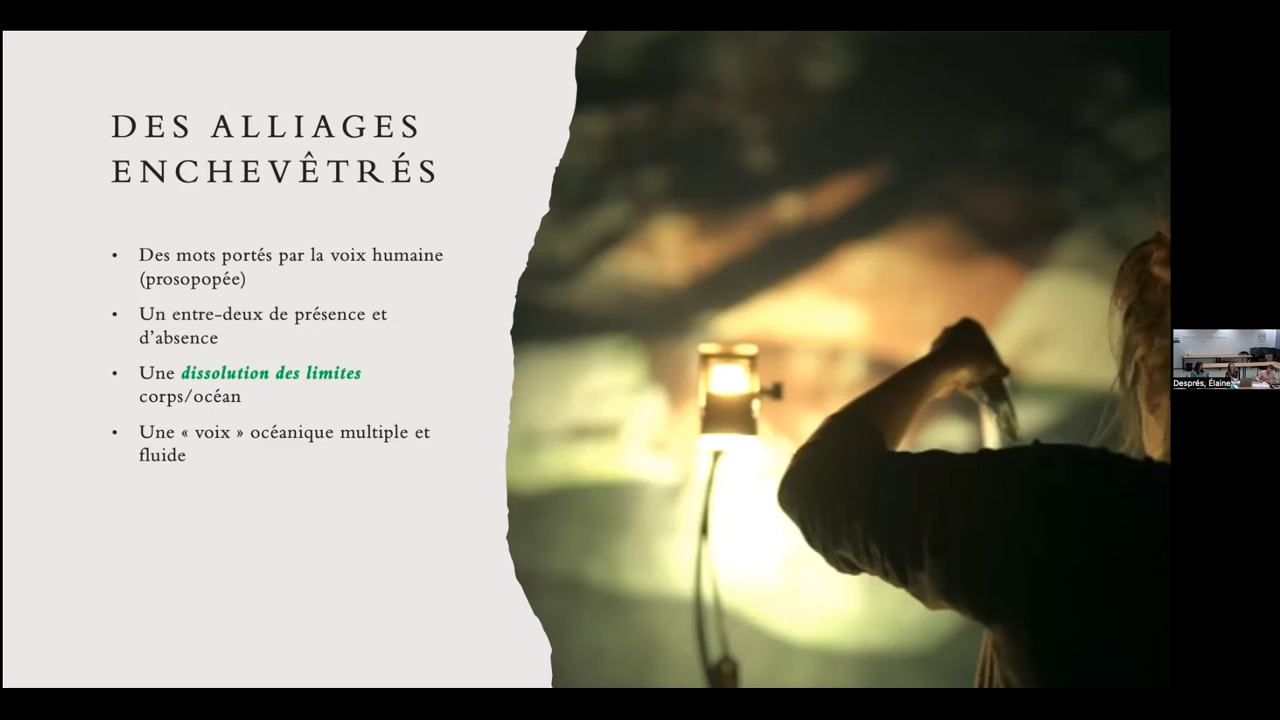 DES ALLIAGES
ENCHEVÊTRÉS
• Des mots portés par la voix humaine
(prosopopée)
• Un entre-deux de présence et
d’absence
• Une dissolution des limites
corps/océan
• Une « voix » océanique multiple et
fluide
Després, Élaine